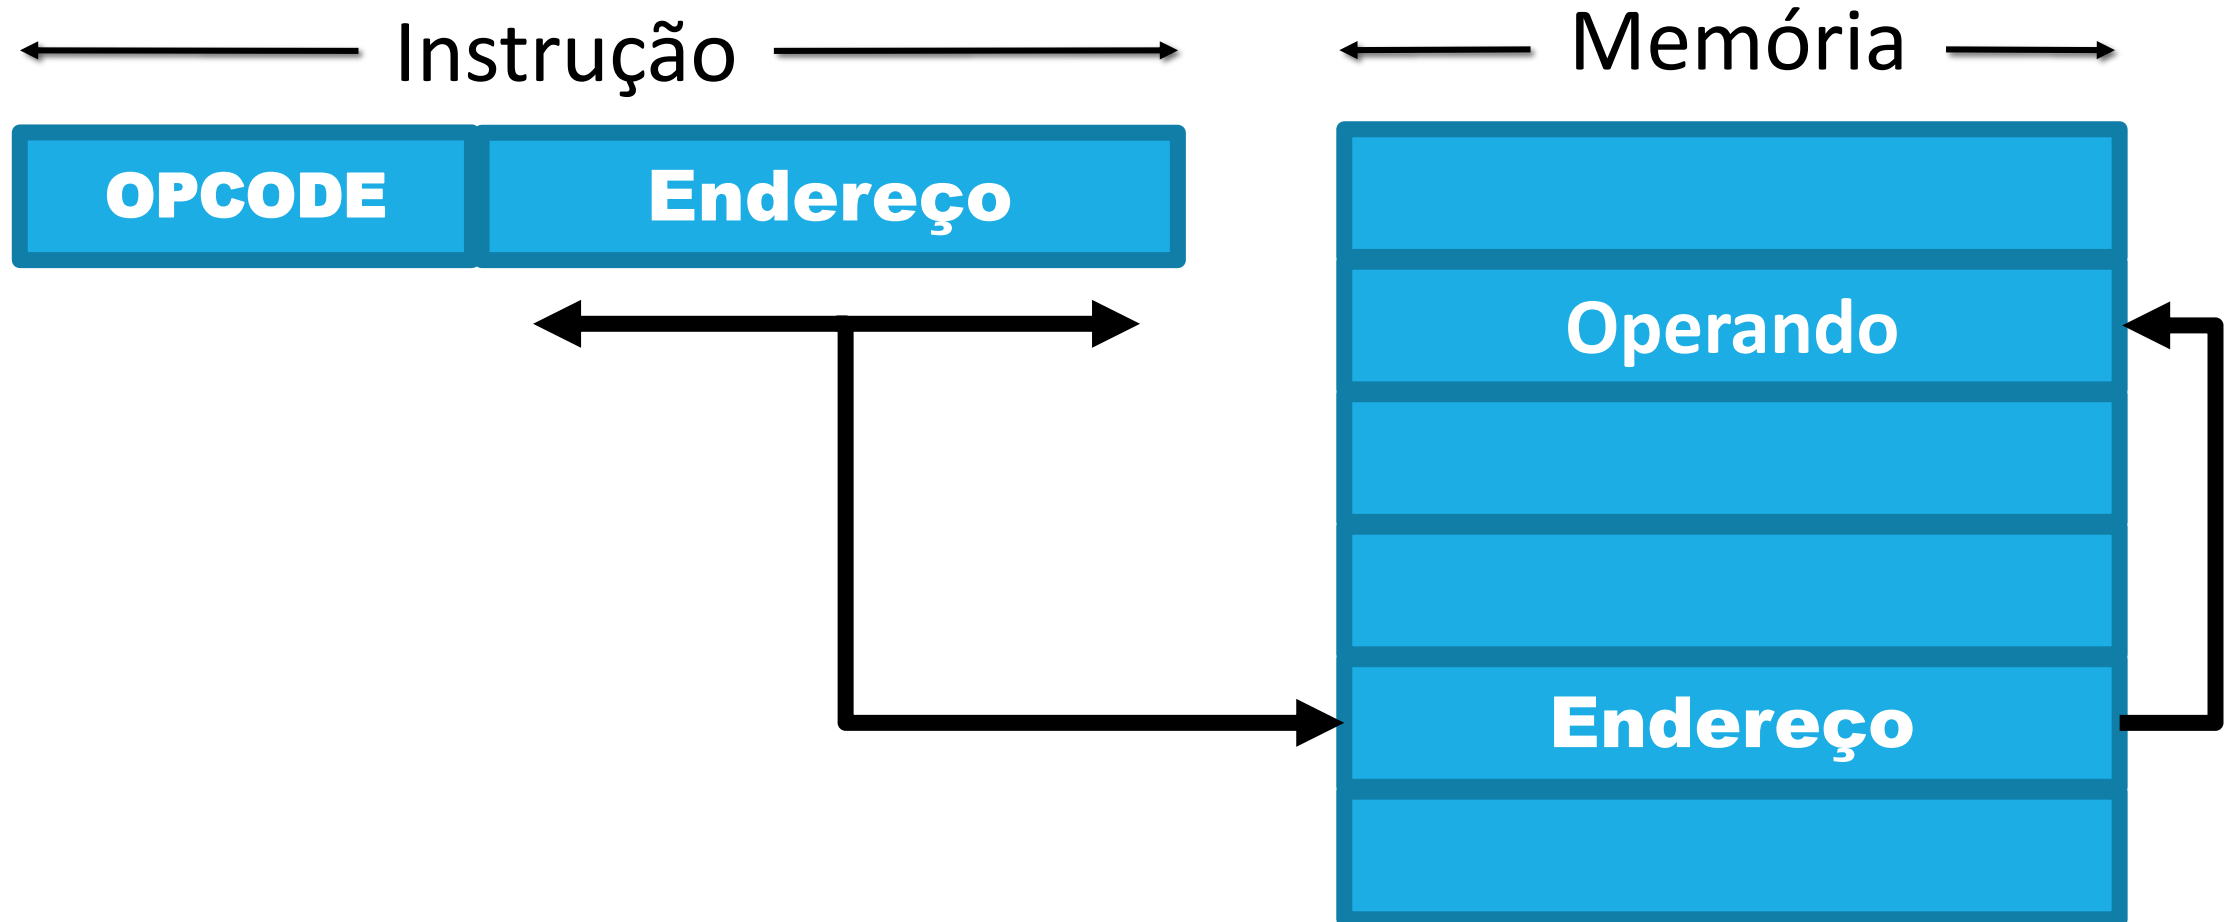 Instrução
Memória
OPCODE
Endereço
Operando
Endereço